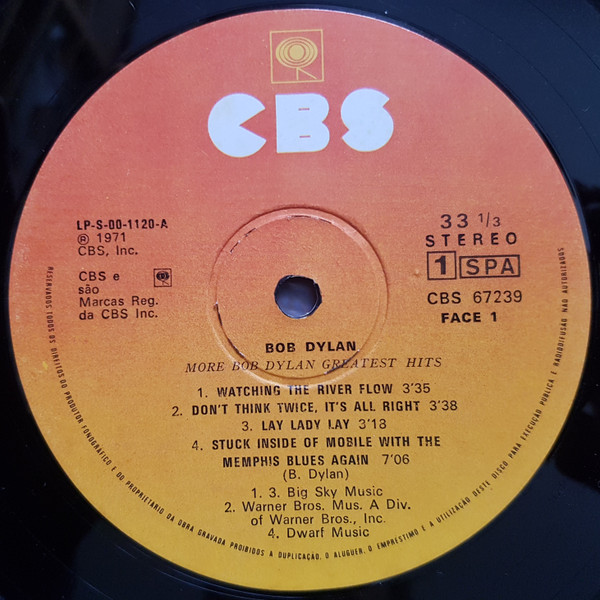 CBS
LP-S-00-1120-A
℗ 1971
CBS, Inc.
CBS e
são
Marcas Reg.
da CBS Inc.
33 1/3
STEREO
1 SPA
CBS 67239
FACE 1
BOB DYLAN
MORE BOB DYLAN GREATEST HITS
1. WATCHING THE RIVER FLOW 3'35
2. DON'T THINK TWICE, IT'S ALL RIGHT 3'38
3. LAY LADY LAY 3'18
4. STUCK INSIDE OF MOBILE WITH THE
MEMPHIS BLUES AGAIN 7'06
(B. Dylan)
1. 3. Big Sky Music
2. Warner Bros. Mus. A Div.
of Warner Bros., Inc.
4. Dwarf Music
RESERVADOS TODOS OS DIREITOS DO PRODUTOR FONOGRÁFICO E DO PROPRIETÁRIO DA OBRA GRAVADA PROIBIDOS A DUPLICAÇÃO, O ALUGUER, O EMPRÉSTIMO E A UTILIZAÇÃO DESTE DISCO, PARA EXECUÇÃO PÚBLICA E RADIODIFUSÃO NÃO AUTORIZADOS